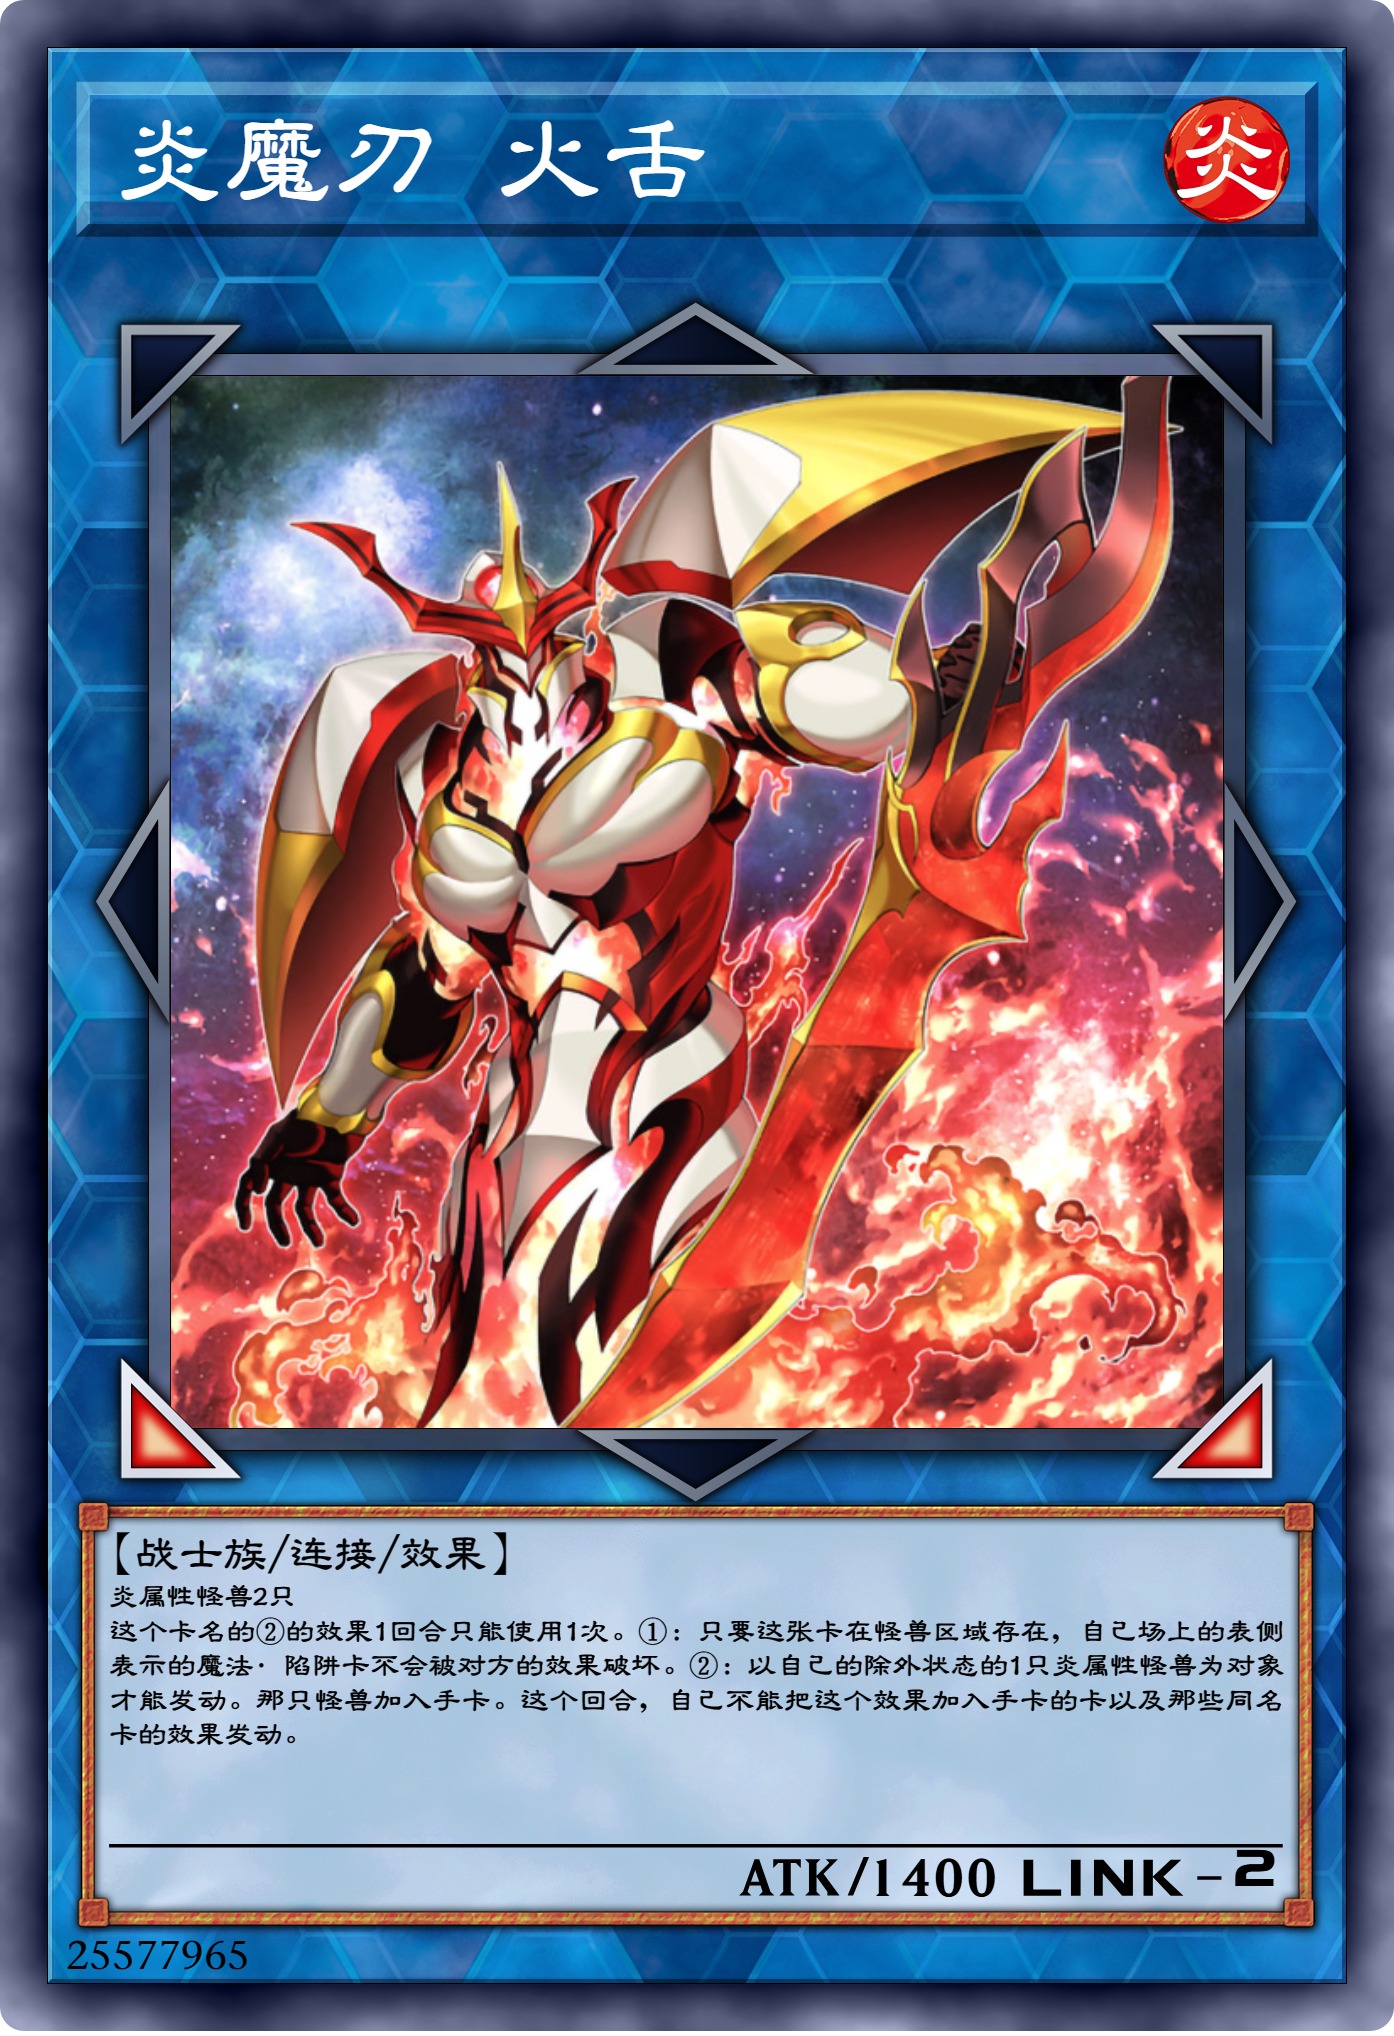 炎魔刃 火舌
炎
【战士族/连接/效果】
炎属性怪兽2只
这个卡名的②的效果1回合只能使用1次。①：只要这张卡在怪兽区域存在，自己场上的表侧
表示的魔法·陷阱卡不会被对方的效果破坏。②：以自己的除外状态的1只炎属性怪兽为对象
才能发动。那只怪兽加入手卡。这个回合，自己不能把这个效果加入手卡的卡以及那些同名
卡的效果发动。
ATK/1400 LINK-2
25577965